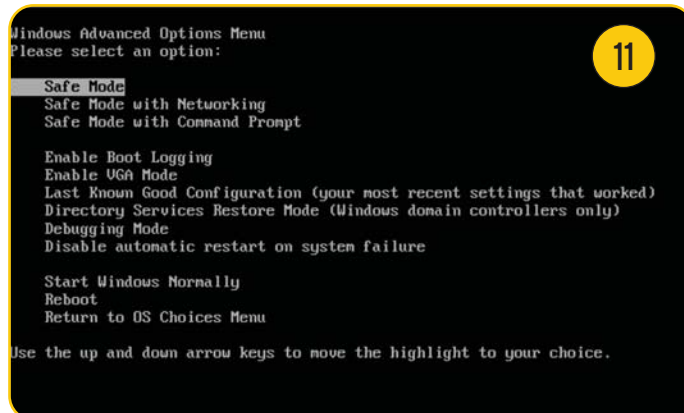 Windows Advanced Options Menu
Please select an option:
11
Safe Mode
Safe Mode with Networking
Safe Mode with Command Prompt
Enable Boot Logging
Enable VGA Mode
Last Known Good Configuration (your most recent settings that worked)
Directory Services Restore Mode (Windows domain controllers only)
Debugging Mode
Disable automatic restart on system failure
Start Windows Normally
Reboot
Return to OS Choices Menu
Use the up and down arrow keys to move the highlight to your choice.